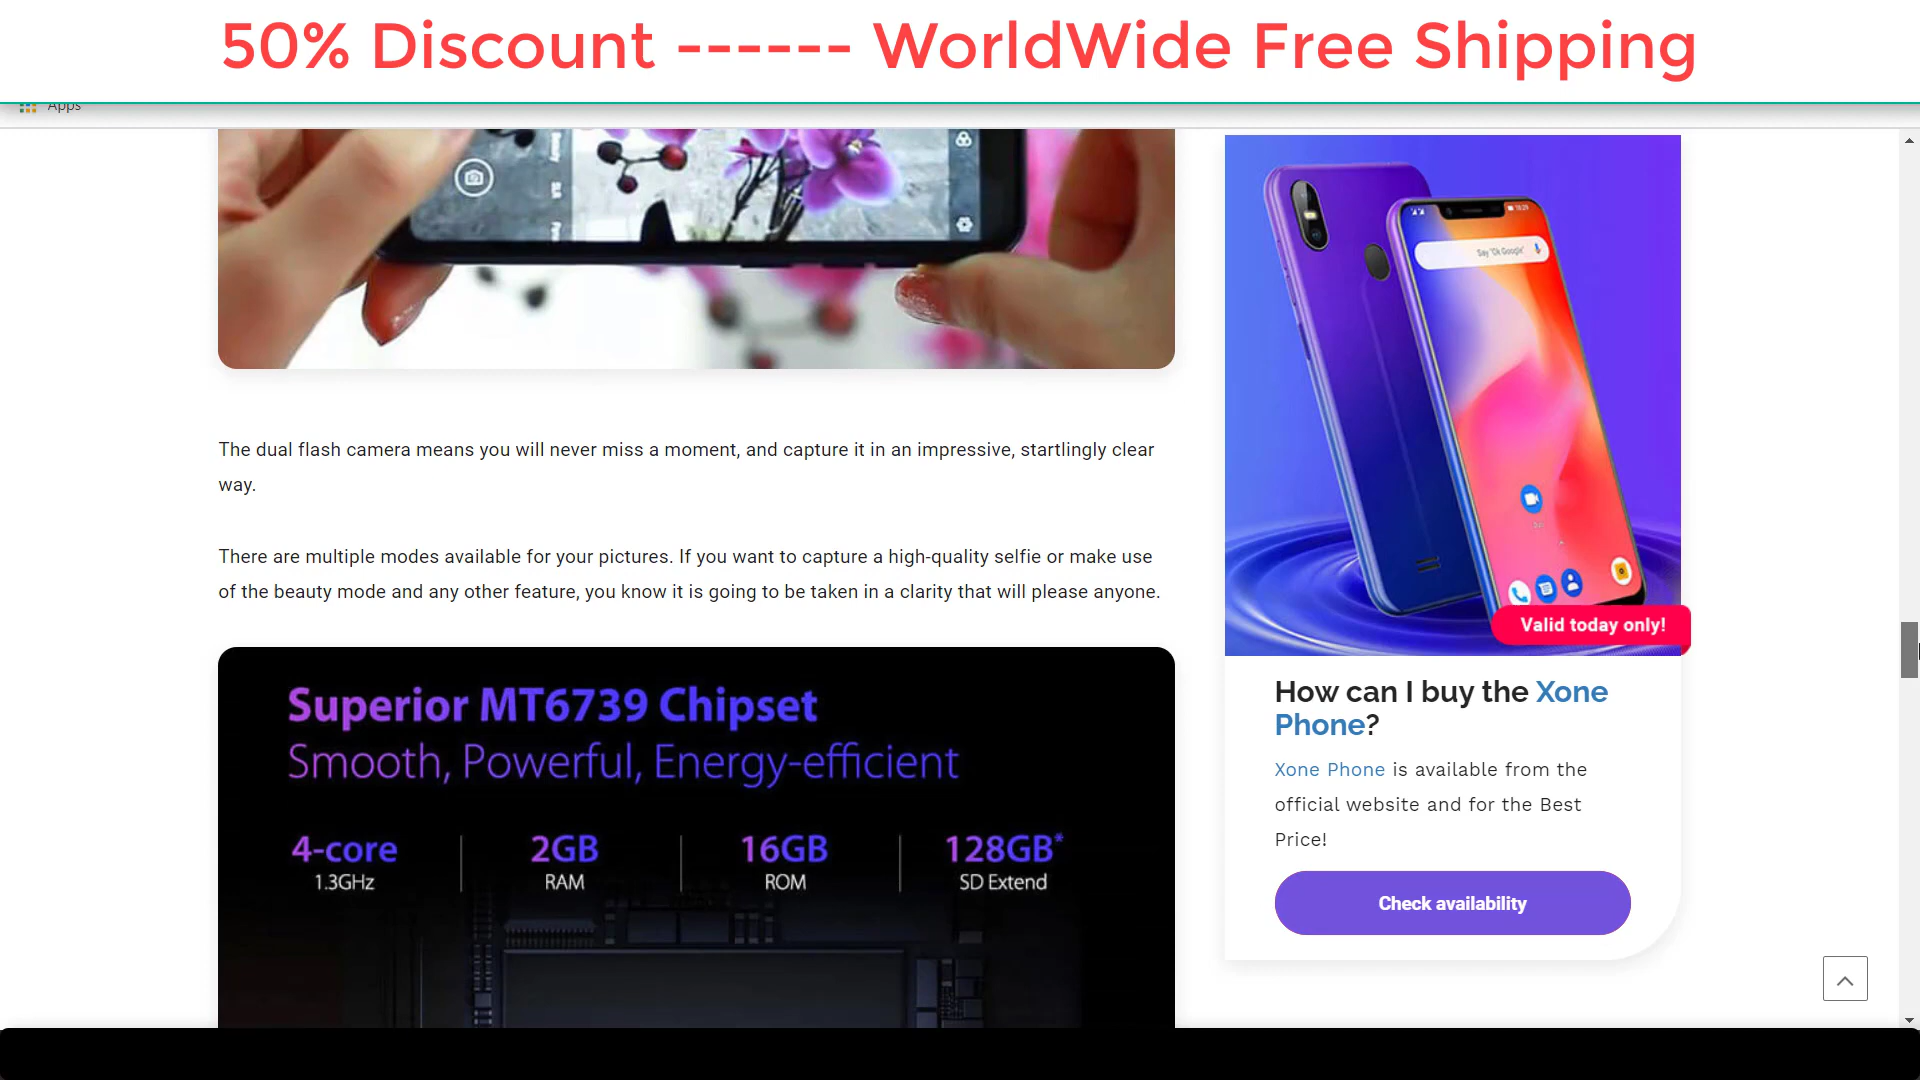 50% Discount ------ WorldWide Free Shipping
Apps
Beauty
SLR
The dual flash camera means you will never miss a moment, and capture it in an impressive, startlingly clear
way.
There are multiple modes available for your pictures. If you want to capture a high-quality selfie or make use
of the beauty mode and any other feature, you know it is going to be taken in a clarity that will please anyone.
Superior MT6739 Chipset
Smooth, Powerful, Energy-efficient
4-core
1.3GHz
2GB
RAM
16GB
ROM
128GB*
SD Extend
Say 'Ok Google'
Valid today only!
How can I buy the Xone
Phone?
Xone Phone is available from the
official website and for the Best
Price!
Check availability